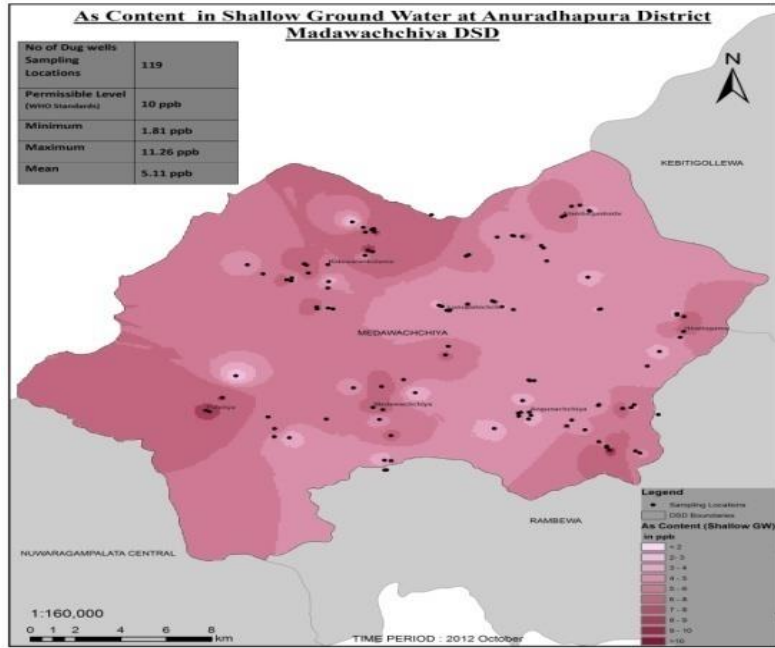 As Content in Shallow Ground Water at Anuradhapura District
Madawachchiya DSD
No of Dug wells
Sampling
Locations
119
Permissible Level
(WHO Standards)
10 ppb
Minimum
1.81 ppb
Maximum
11.26 ppb
Mean
5.11 ppb
N
KEBITIGOLLEWA
MEDAWACHCHIYA
Medawachchiya
Angunachchiya
RAMBEWA
NUWARAGAMPALATA CENTRAL
Legend
Sampling Locations
DSD Boundaries
As Content (Shallow GW)
in ppb
< 2
2- 3
3 - 4
4 - 5
5 - 6
6 - 8
7 - 8
8 - 9
9 - 10
>10
1:160,000
0 1 2 4 6 8
km
TIME PERIOD : 2012 October